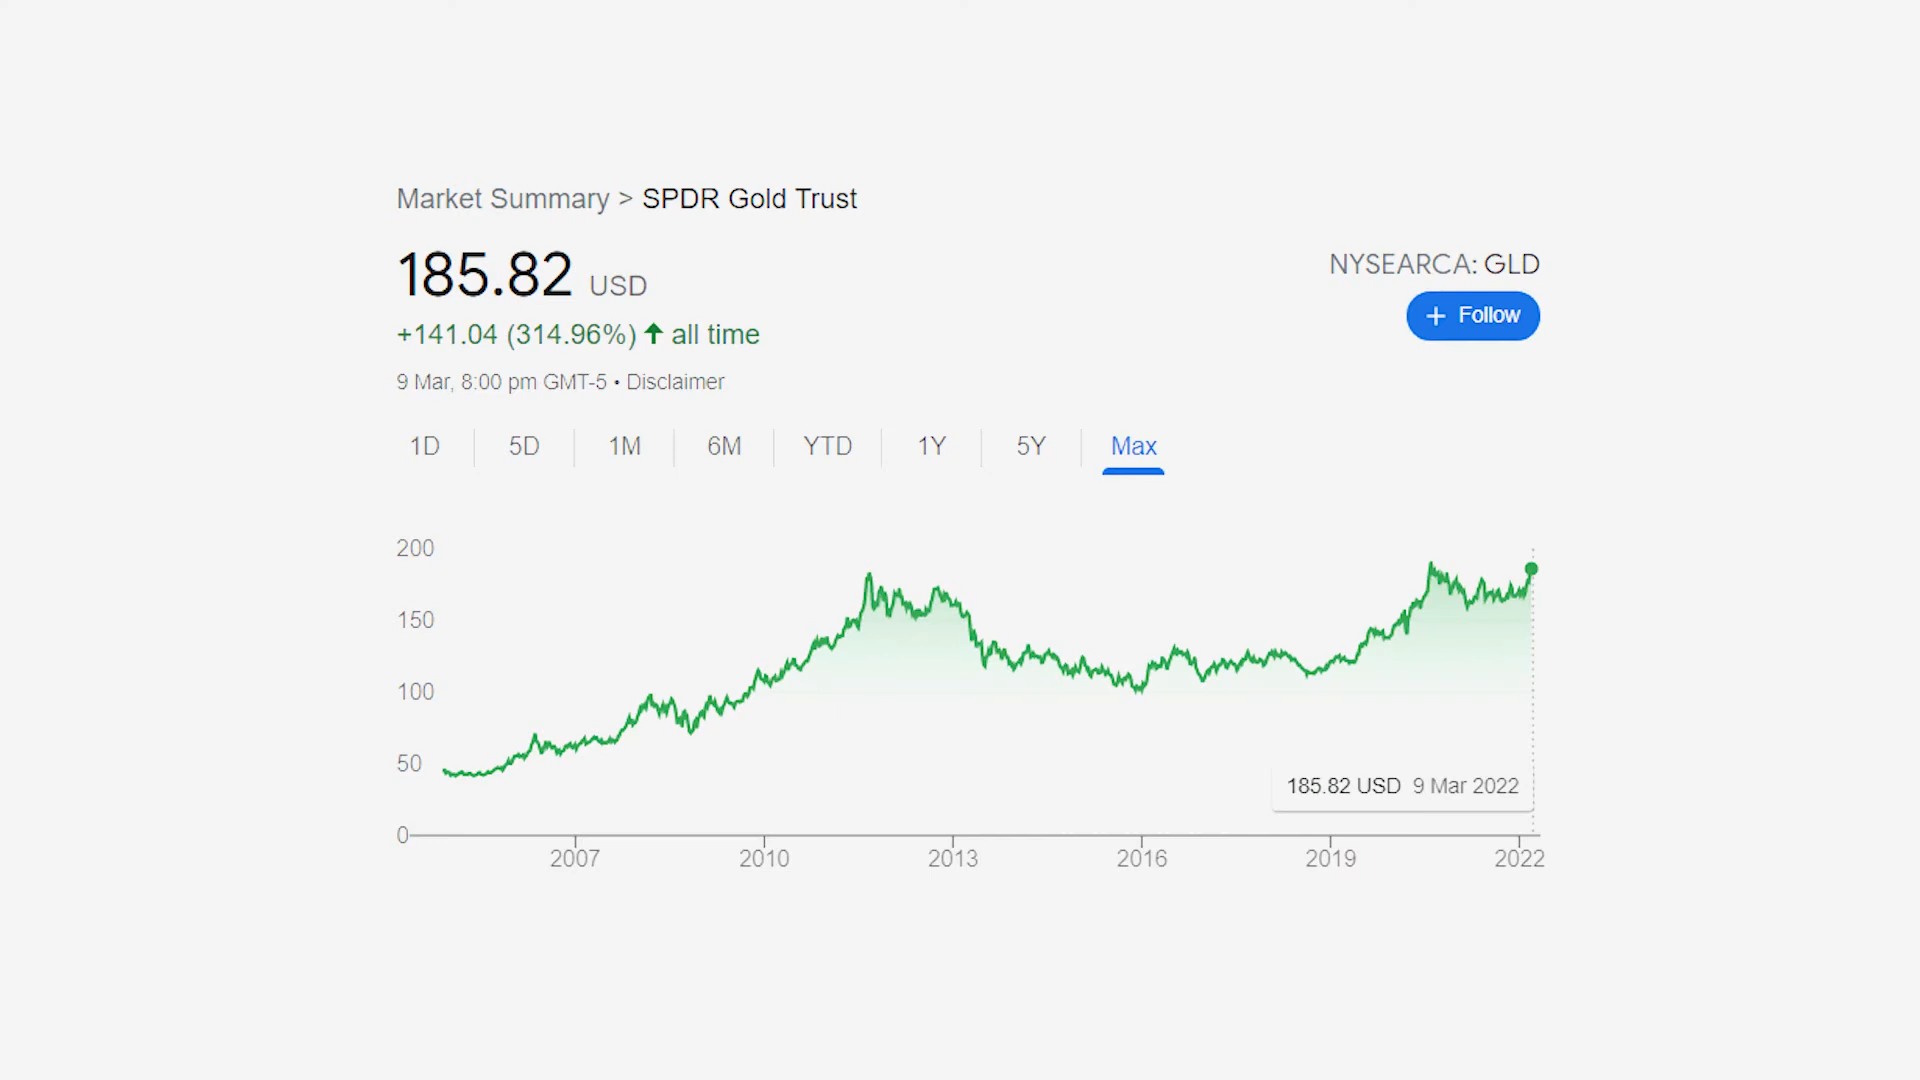 Market Summary > SPDR Gold Trust
185.82 USD
NYSEARCA: GLD
+ Follow
+141.04 (314.96%) ↑ all time
9 Mar, 8:00 pm GMT-5 • Disclaimer
1D 5D 1M 6M YTD 1Y 5Y Max
200
150
100
50
185.82 USD 9 Mar 2022
0
2007 2010 2013 2016 2019 2022